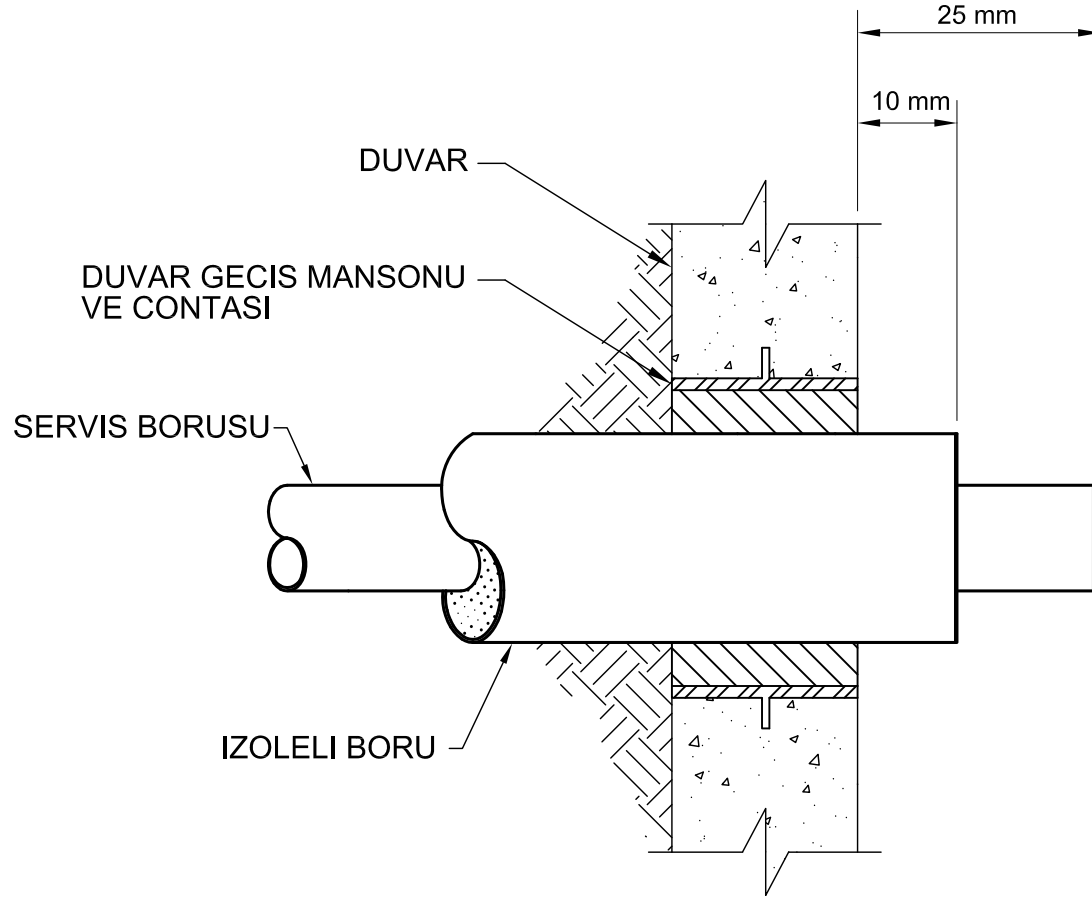 25 mm
10 mm
DUVAR
DUVAR GECIS MANSONU
VE CONTASI
SERVIS BORUSU
IZOLELI BORU